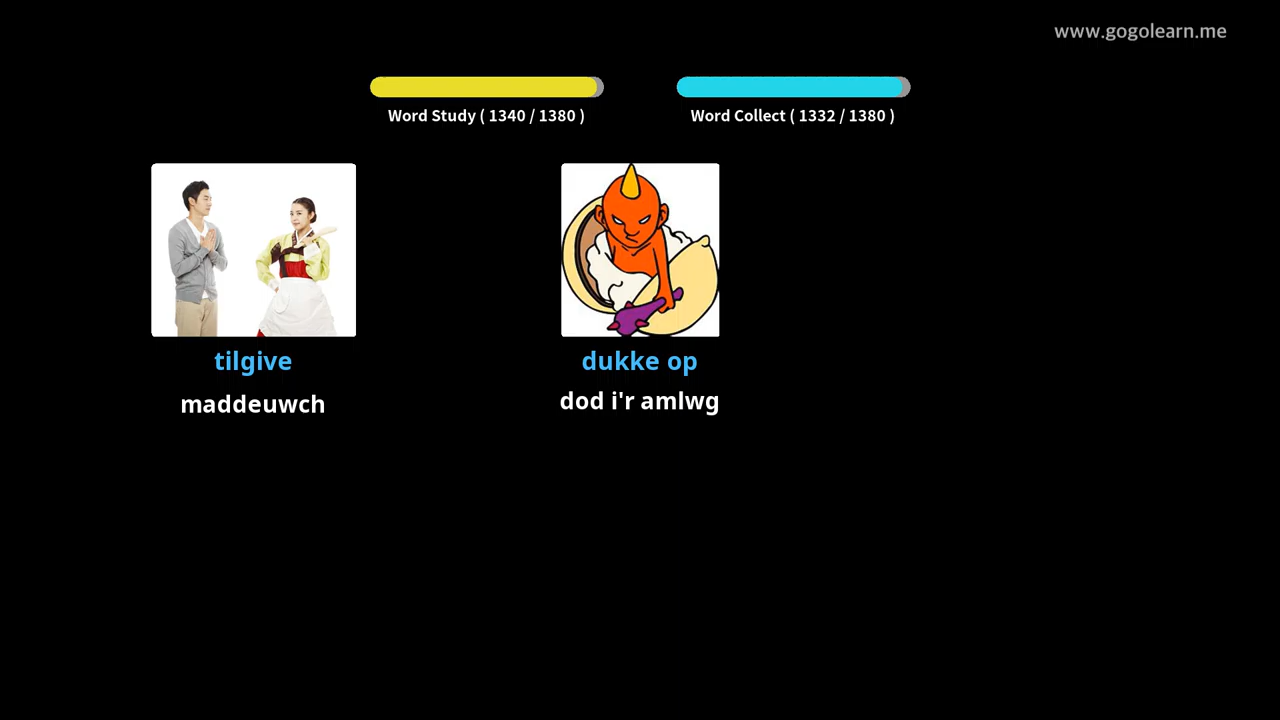 www.gogolearn.me
Word Study ( 1340 / 1380 )
Word Collect ( 1332 / 1380 )
tilgive
maddeuwch
dukke op
dod i'r amlwg